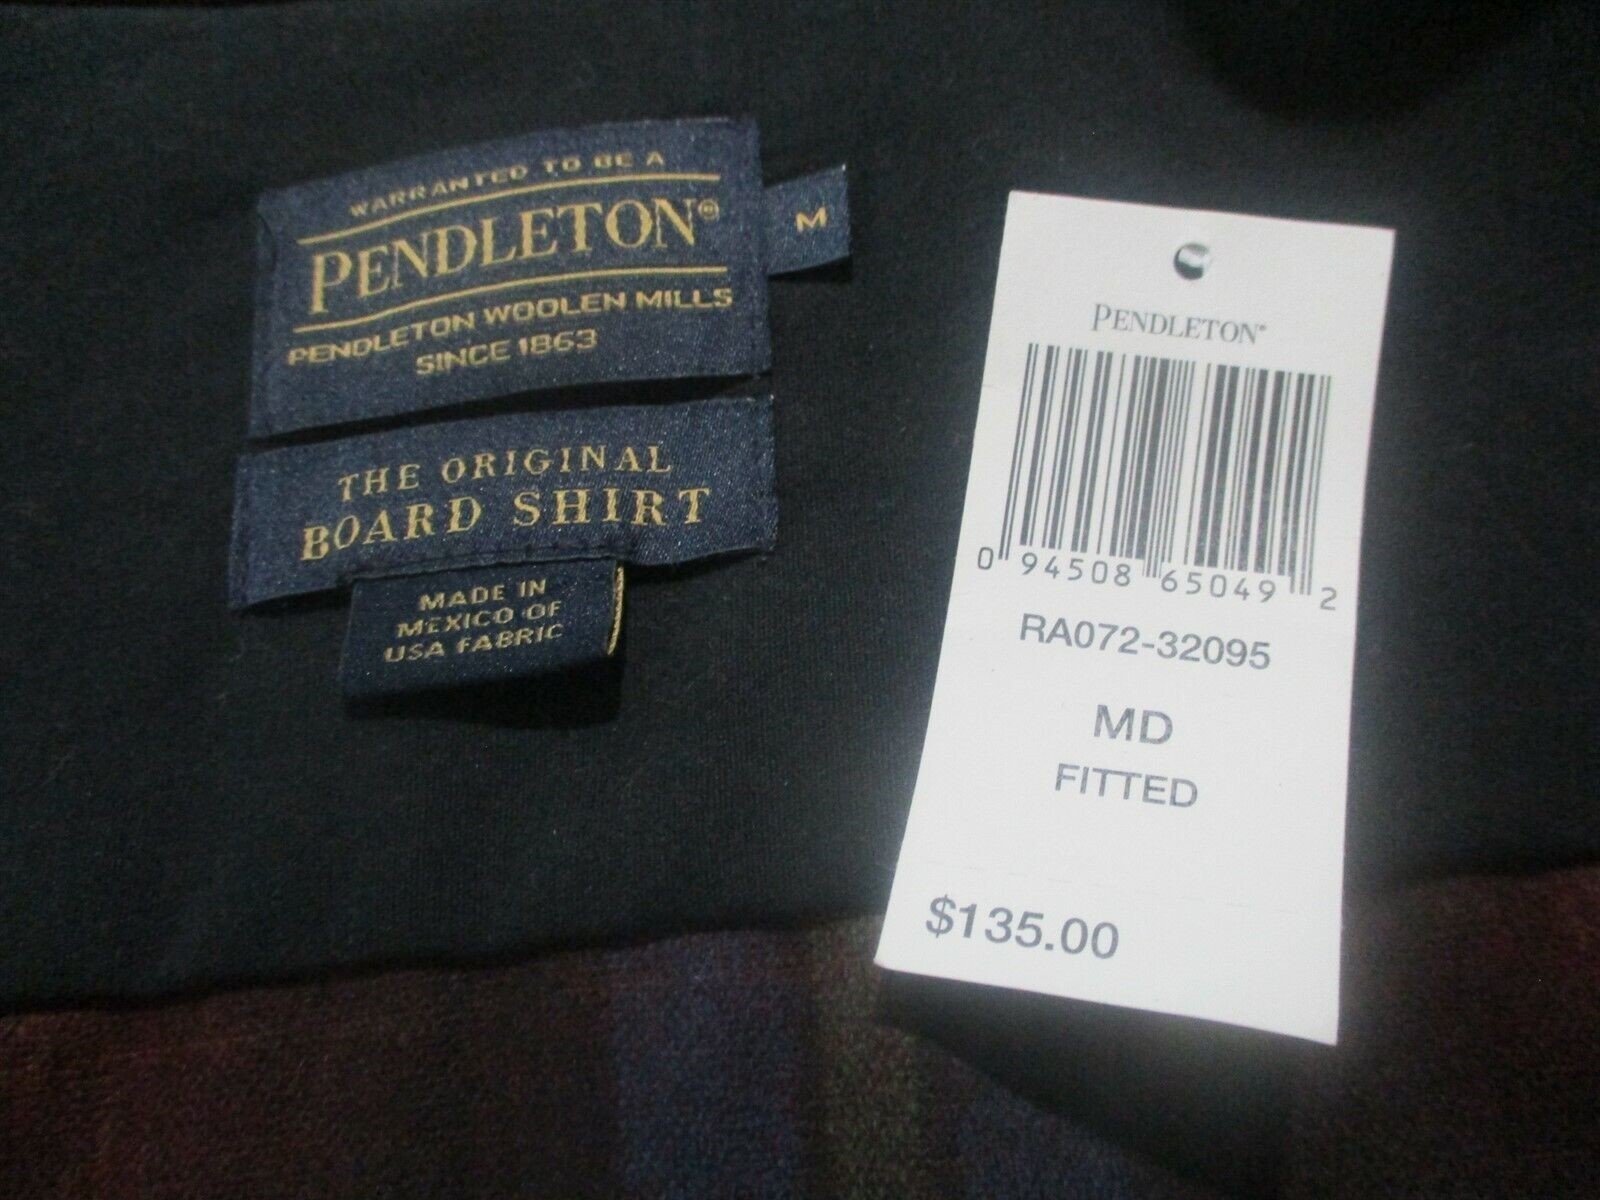 WARRANTED TO BE A
PENDLETON®
PENDLETON WOOLEN MILLS
SINCE 1863
M
THE ORIGINAL
BOARD SHIRT
MADE IN
MEXICO OF
USA FABRIC
PENDLETON®
0 94508 65049 2
RA072-32095
MD
FITTED
$135.00